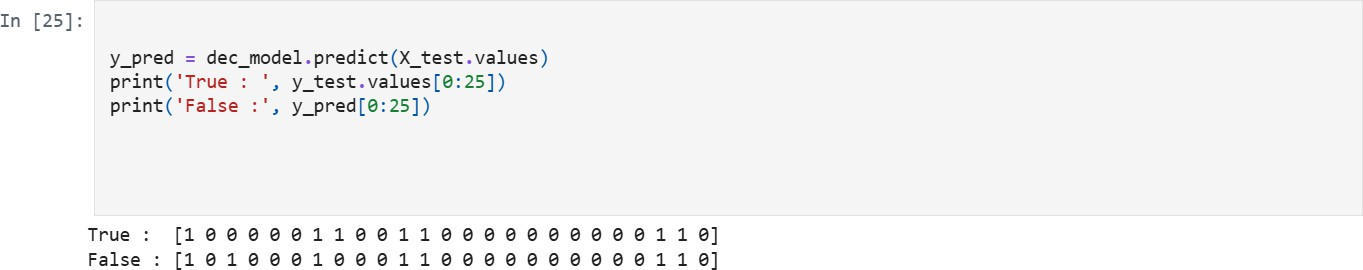 In [25]:
y_pred = dec_model.predict(X_test.values)
print('True : ', y_test.values[0:25])
print('False :', y_pred[0:25])
True :  [1 0 0 0 0 0 1 1 0 0 1 1 0 0 0 0 0 0 0 0 0 0 1 1 0]
False : [1 0 1 0 0 0 1 0 0 0 1 1 0 0 0 0 0 0 0 0 0 0 1 1 0]